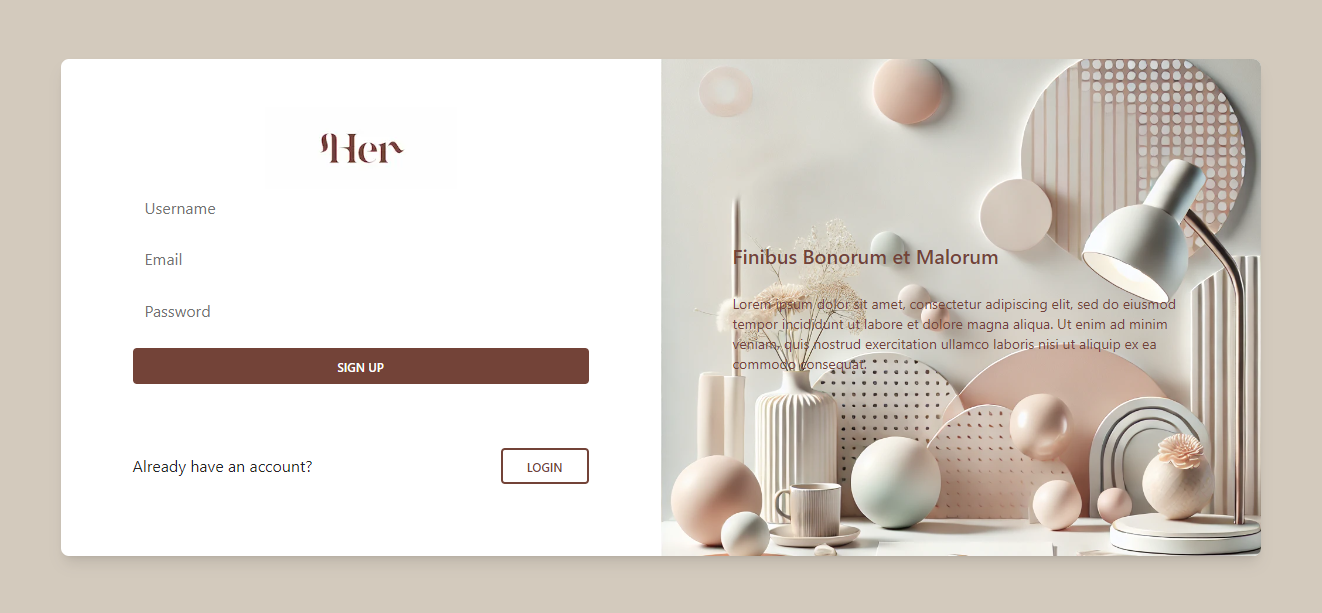 Her
Username
Email
Password
SIGN UP
Already have an account?
LOGIN
Finibus Bonorum et Malorum
Lorem ipsum dolor sit amet, consectetur adipiscing elit, sed do eiusmod
tempor incididunt ut labore et dolore magna aliqua. Ut enim ad minim
veniam, quis nostrud exercitation ullamco laboris nisi ut aliquip ex ea
commodo consequat.